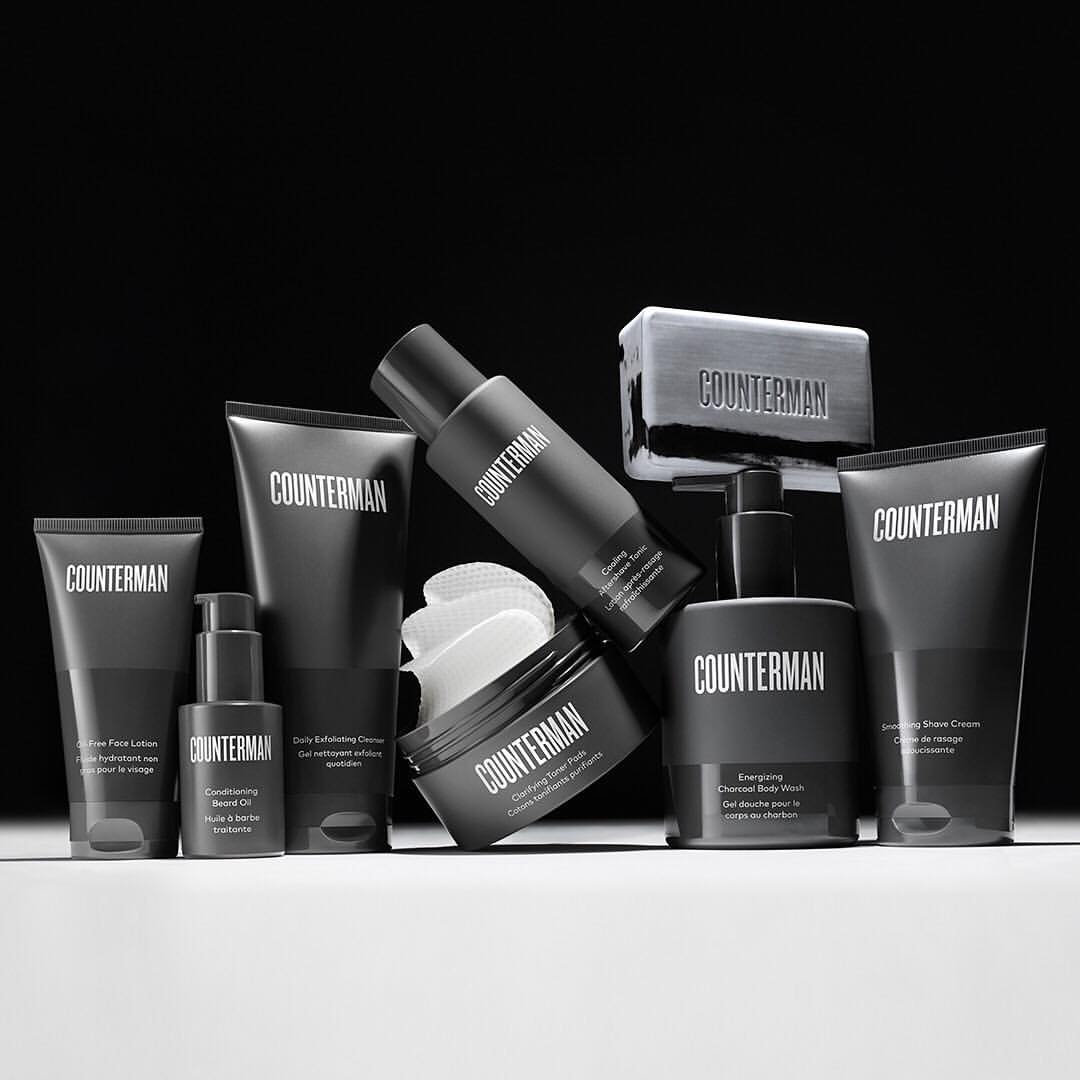 COUNTERMAN
Oil-Free Face Lotion
Fluide hydratant non
gras pour le visage
COUNTERMAN
Conditioning
Beard Oil
Huile à barbe
traitante
COUNTERMAN
Daily Exfoliating Cleanser
Gel nettoyant exfoliant
quotidien
COUNTERMAN
Cooling
Aftershave Tonic
Lotion après-rasage
rafraîchissante
COUNTERMAN
Clarifying Toner Pads
Cotons tonifiants purifiants
COUNTERMAN
COUNTERMAN
Energizing
Charcoal Body Wash
Gel douche pour le
corps au charbon
COUNTERMAN
Smoothing Shave Cream
Crème de rasage
adoucissante